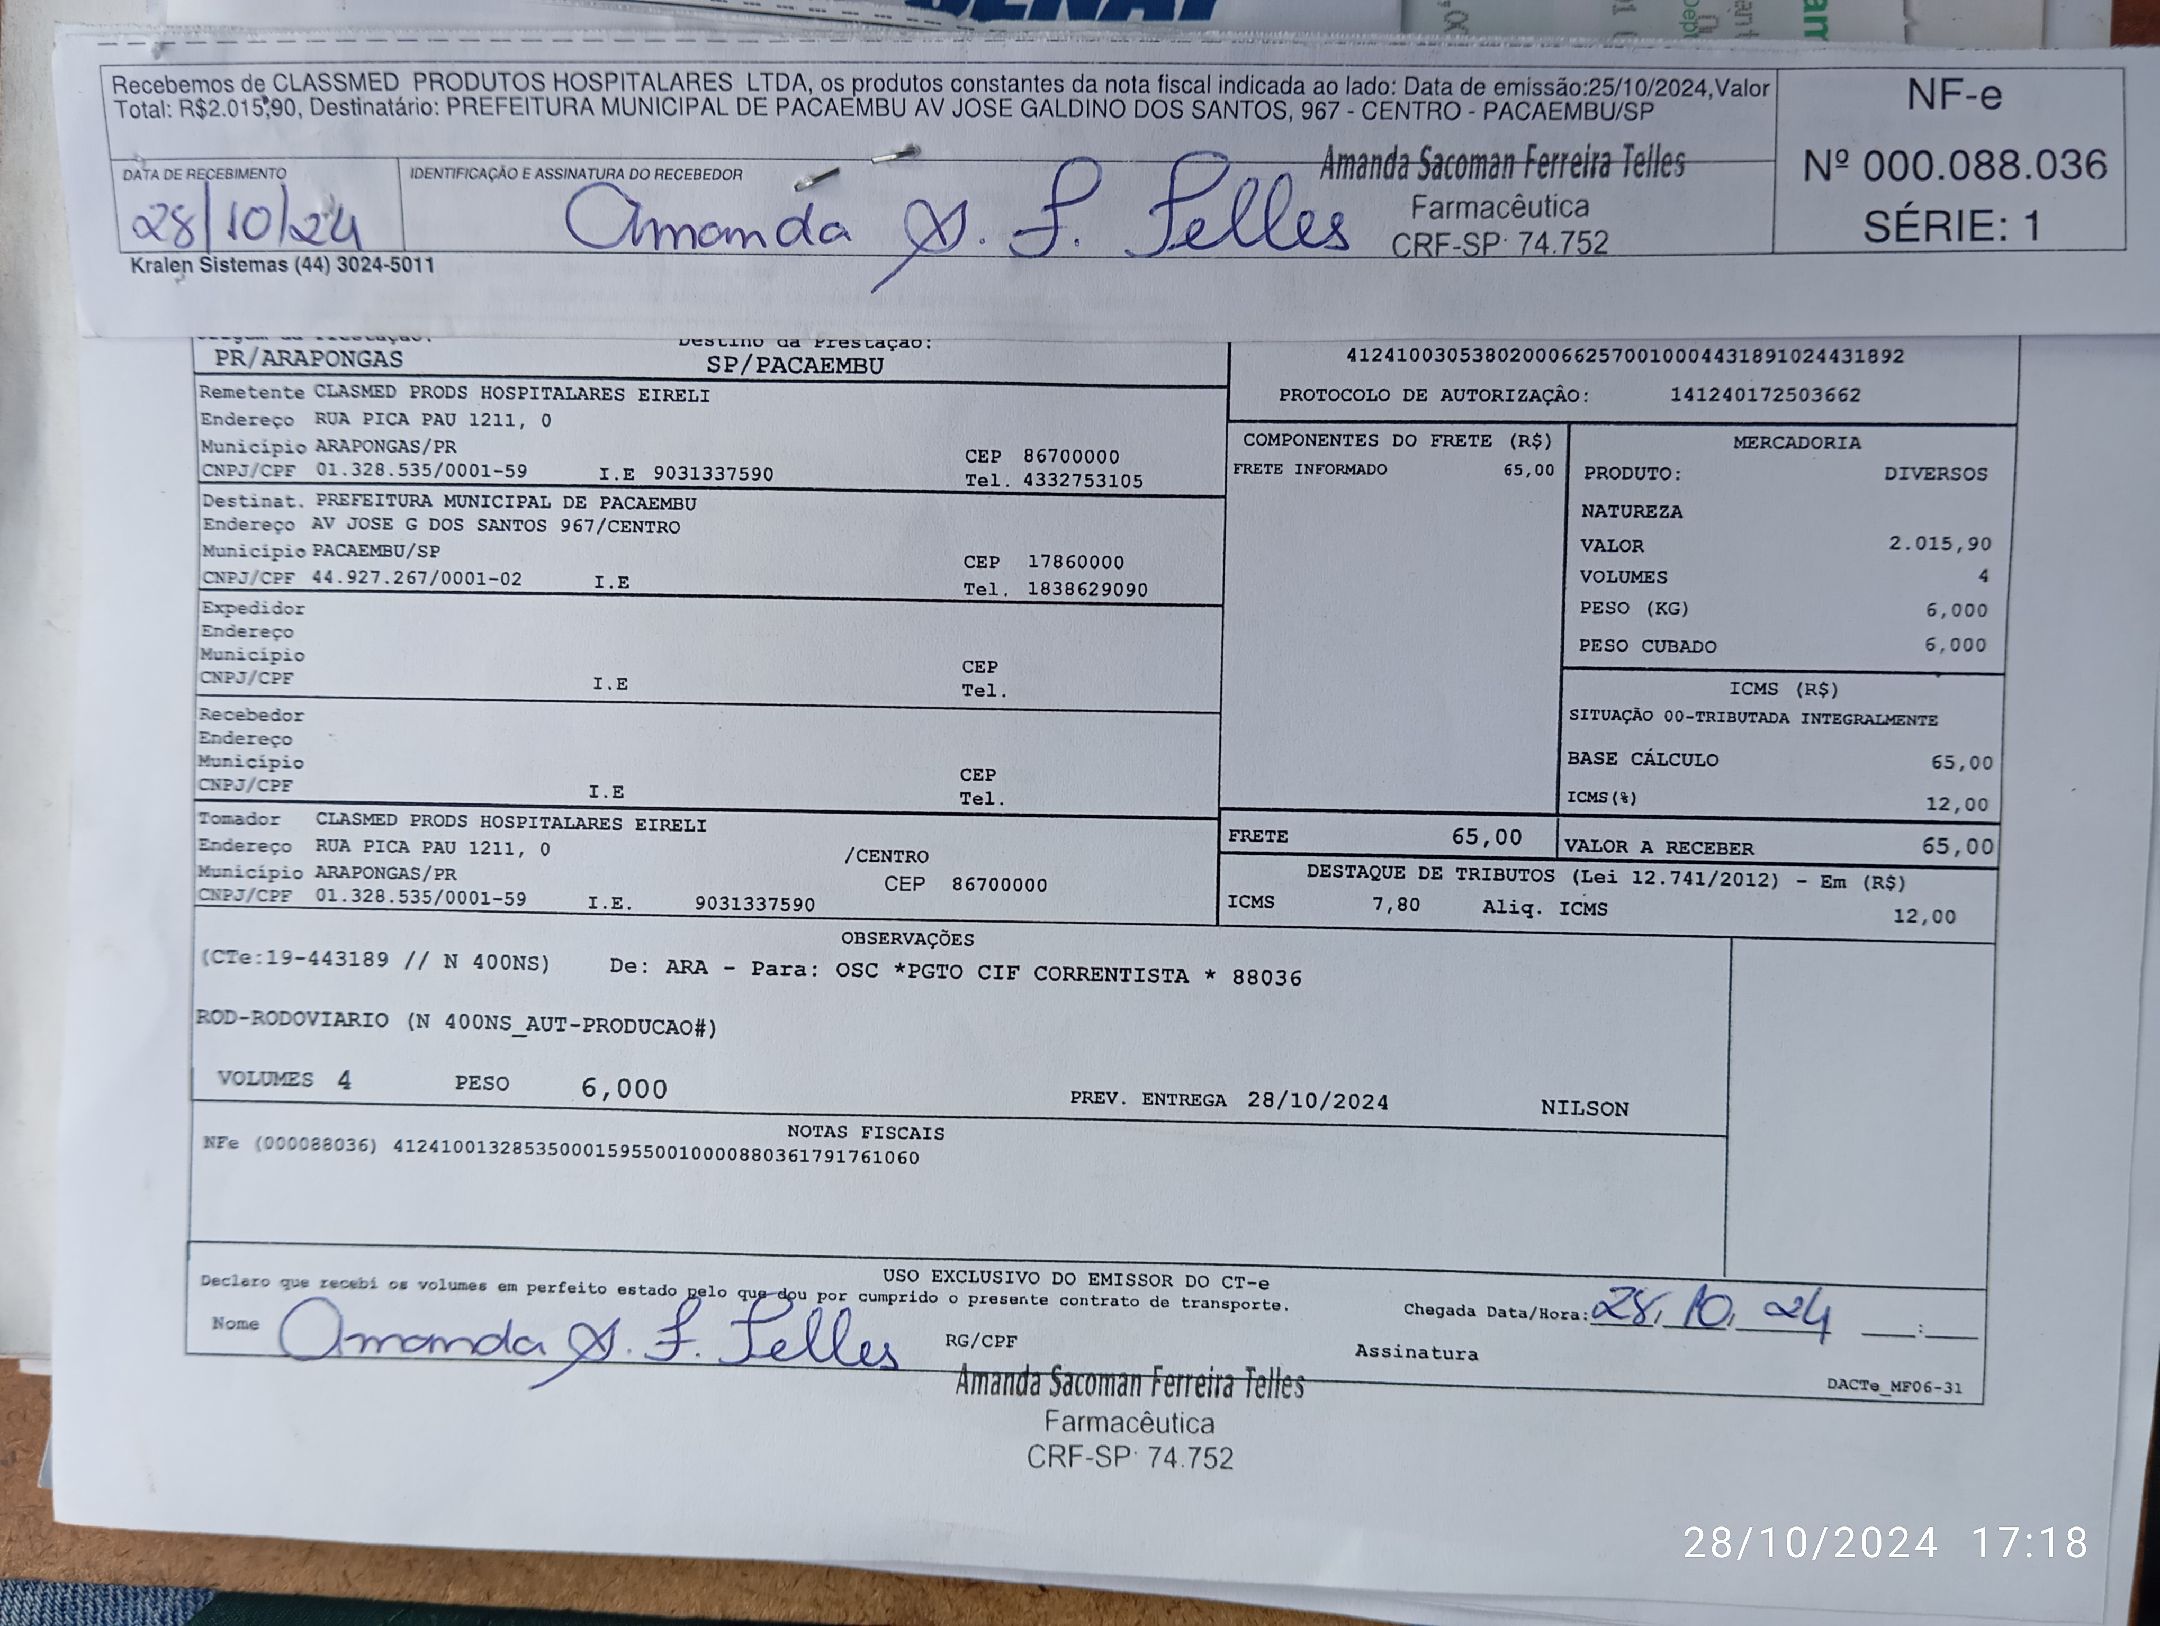 Recebemos de CLASSMED PRODUTOS HOSPITALARES LTDA, os produtos constantes da nota fiscal indicada ao lado: Data de emissão:25/10/2024,Valor
Total: R$2.015,90, Destinatário: PREFEITURA MUNICIPAL DE PACAEMBU AV JOSE GALDINO DOS SANTOS, 967 - CENTRO - PACAEMBU/SP
NF-e
Nº 000.088.036
SÉRIE: 1
DATA DE RECEBIMENTO
28/10/24
IDENTIFICAÇÃO E ASSINATURA DO RECEBEDOR
Amanda S. F. Telles
Amanda Sacoman Ferreira Telles
Farmacêutica
CRF-SP: 74.752
Kralen Sistemas (44) 3024-5011
Destino da Prestação:
PR/ARAPONGAS SP/PACAEMBU
41241003053802000662570010004431891024431892
PROTOCOLO DE AUTORIZAÇÃO: 141240172503662
Remetente CLASMED PRODS HOSPITALARES EIRELI
Endereço RUA PICA PAU 1211, 0
Município ARAPONGAS/PR CEP 86700000
CNPJ/CPF 01.328.535/0001-59 I.E 9031337590 Tel. 4332753105
Destinat. PREFEITURA MUNICIPAL DE PACAEMBU
Endereço AV JOSE G DOS SANTOS 967/CENTRO
Município PACAEMBU/SP CEP 17860000
CNPJ/CPF 44.927.267/0001-02 I.E Tel. 1838629090
Expedidor
Endereço
Município CEP
CNPJ/CPF I.E Tel.
Recebedor
Endereço
Município CEP
CNPJ/CPF I.E Tel.
Tomador CLASMED PRODS HOSPITALARES EIRELI
Endereço RUA PICA PAU 1211, 0 /CENTRO
Município ARAPONGAS/PR CEP 86700000
CNPJ/CPF 01.328.535/0001-59 I.E. 9031337590
COMPONENTES DO FRETE (R$)
FRETE INFORMADO 65,00
MERCADORIA
PRODUTO: DIVERSOS
NATUREZA
VALOR 2.015,90
VOLUMES 4
PESO (KG) 6,000
PESO CUBADO 6,000
ICMS (R$)
SITUAÇÃO 00-TRIBUTADA INTEGRALMENTE
BASE CÁLCULO 65,00
ICMS(%) 12,00
FRETE 65,00 VALOR A RECEBER 65,00
DESTAQUE DE TRIBUTOS (Lei 12.741/2012) - Em (R$)
ICMS 7,80 Aliq. ICMS 12,00
OBSERVAÇÕES
(CTe:19-443189 // N 400NS) De: ARA - Para: OSC *PGTO CIF CORRENTISTA * 88036
ROD-RODOVIARIO (N 400NS_AUT-PRODUCAO#)
VOLUMES 4 PESO 6,000 PREV. ENTREGA 28/10/2024 NILSON
NOTAS FISCAIS
NFe (000088036) 41241001328535000159550010000880361791761060
USO EXCLUSIVO DO EMISSOR DO CT-e
Declaro que recebi os volumes em perfeito estado pelo que dou por cumprido o presente contrato de transporte.
Chegada Data/Hora: 28, 10, 24 ___:___
Nome Amanda S. F. Telles RG/CPF Assinatura
Amanda Sacoman Ferreira Telles
Farmacêutica
CRF-SP: 74.752
DACTe_MF06-31
28/10/2024 17:18